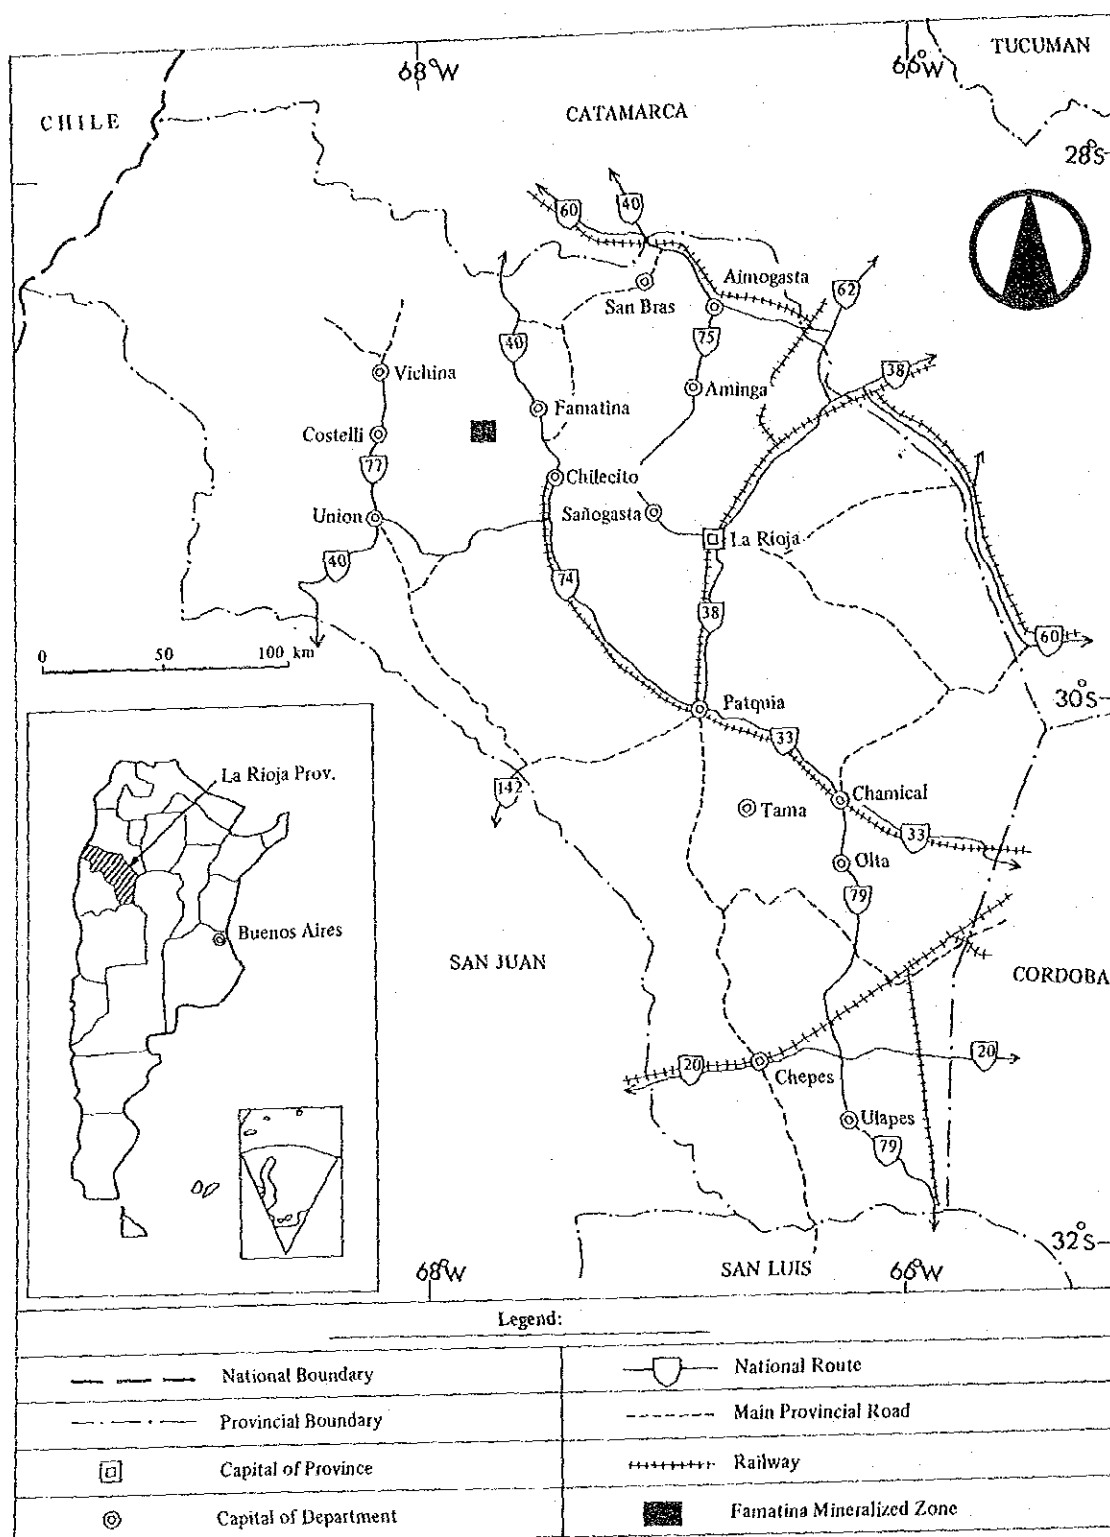 68°W
66°W
TUCUMAN
CHILE
CATAMARCA
28°S
60
40
Aimogasta
San Bras
62
40
75
38
Vichina
Aminga
Famatina
Costelli
77
Chilecito
Union
Sañogasta
La Rioja
40
74
38
60
0 50 100 km
30°S
Patquia
33
La Rioja Prov.
142
Chamical
Tama
33
Olta
79
Buenos Aires
SAN JUAN
CORDOBA
20
20
Chepes
Ulapes
79
32°S
68°W
SAN LUIS
66°W
Legend:
National Boundary
National Route
Provincial Boundary
Main Provincial Road
Capital of Province
Railway
Capital of Department
Famatina Mineralized Zone